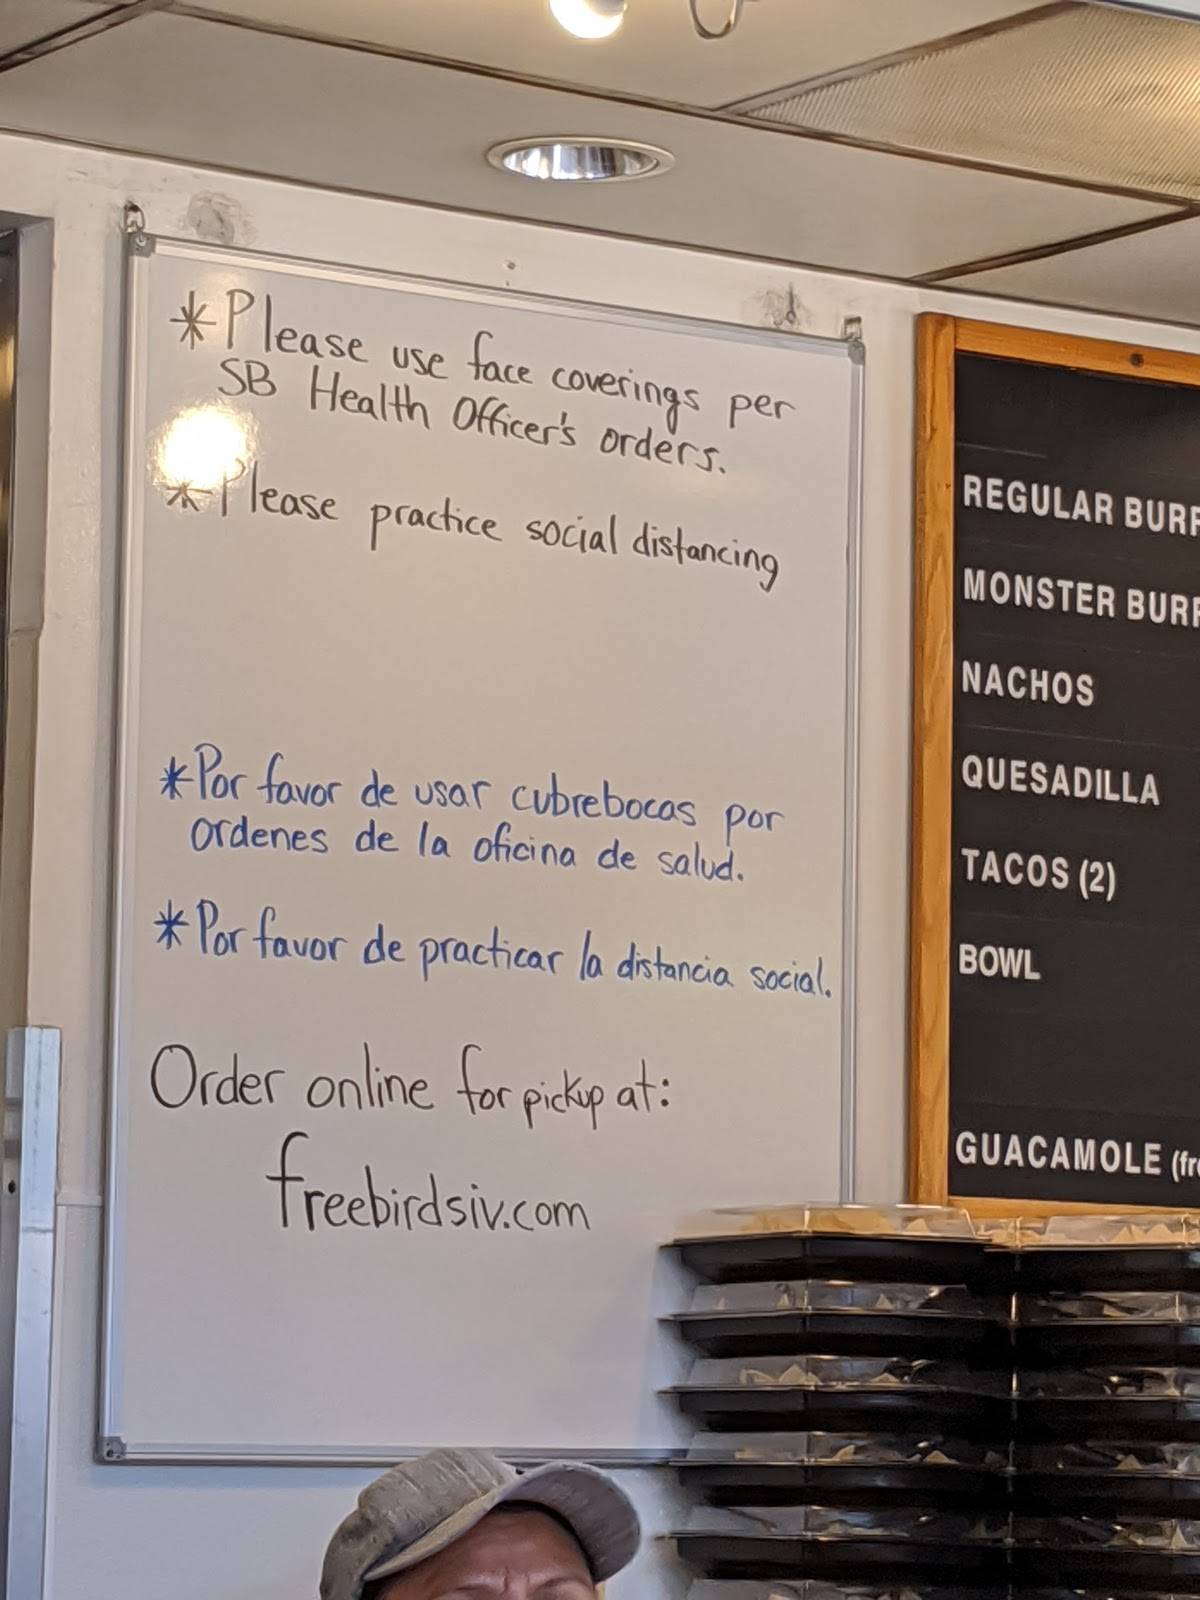 *Please use face coverings per
SB Health Officer's orders.
*Please practice social distancing
*Por favor de usar cubrebocas por
ordenes de la oficina de salud.
*Por favor de practicar la distancia social.
Order online for pickup at:
freebirdsiv.com
REGULAR
MONSTER
NACHOS
QUESADILLA
TACOS (2)
BOWL
GUACAMOLE